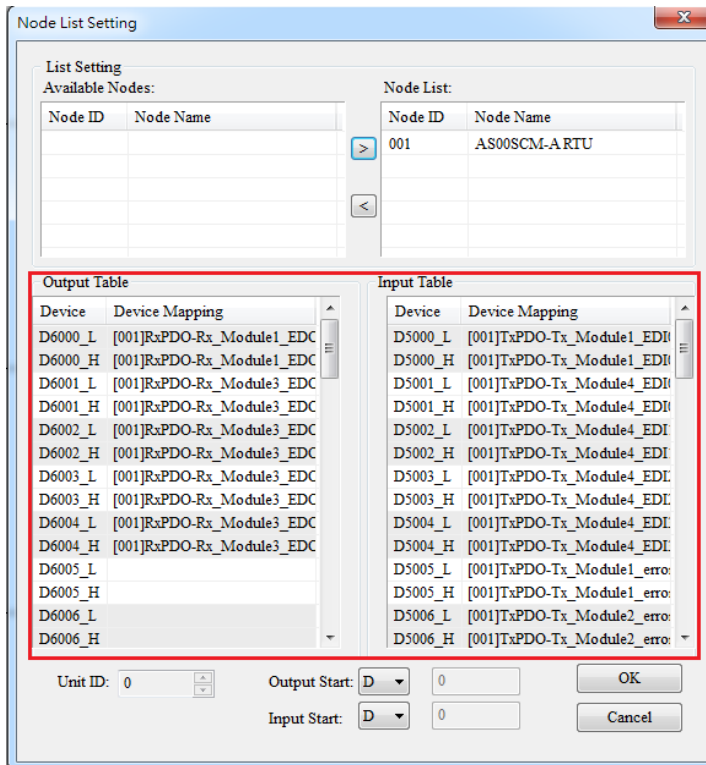 Node List Setting
List Setting
Available Nodes:
Node ID Node Name
Node List:
Node ID Node Name
001 AS00SCM-A RTU
>
<
Output Table
Device Device Mapping
D6000_L [001]RxPDO-Rx_Module1_EDC
D6000_H [001]RxPDO-Rx_Module1_EDC
D6001_L [001]RxPDO-Rx_Module3_EDC
D6001_H [001]RxPDO-Rx_Module3_EDC
D6002_L [001]RxPDO-Rx_Module3_EDC
D6002_H [001]RxPDO-Rx_Module3_EDC
D6003_L [001]RxPDO-Rx_Module3_EDC
D6003_H [001]RxPDO-Rx_Module3_EDC
D6004_L [001]RxPDO-Rx_Module3_EDC
D6004_H [001]RxPDO-Rx_Module3_EDC
D6005_L
D6005_H
D6006_L
D6006_H
Input Table
Device Device Mapping
D5000_L [001]TxPDO-Tx_Module1_EDI(
D5000_H [001]TxPDO-Tx_Module1_EDI(
D5001_L [001]TxPDO-Tx_Module4_EDI(
D5001_H [001]TxPDO-Tx_Module4_EDI(
D5002_L [001]TxPDO-Tx_Module4_EDI
D5002_H [001]TxPDO-Tx_Module4_EDI
D5003_L [001]TxPDO-Tx_Module4_EDI
D5003_H [001]TxPDO-Tx_Module4_EDI
D5004_L [001]TxPDO-Tx_Module4_EDI
D5004_H [001]TxPDO-Tx_Module4_EDI
D5005_L [001]TxPDO-Tx_Module1_erro
D5005_H [001]TxPDO-Tx_Module1_erro
D5006_L [001]TxPDO-Tx_Module2_erro
D5006_H [001]TxPDO-Tx_Module2_erro
Unit ID: 0
Output Start: D 0
OK
Input Start: D 0
Cancel